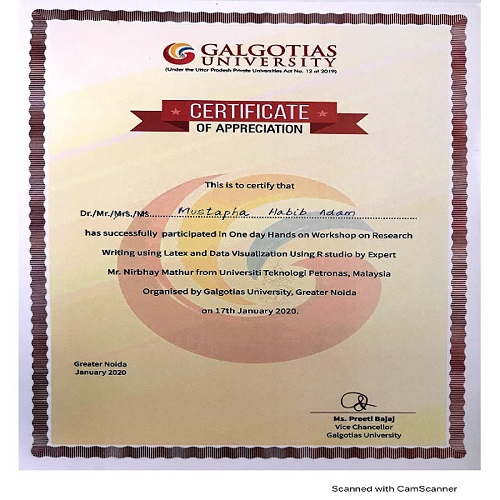 GALGOTIAS
UNIVERSITY
(Under the Uttar Pradesh Private Universities Act No. 12 of 2019)
CERTIFICATE
OF APPRECIATION
This is to certify that
Dr./Mr./Mrs./Ms. Mustapha Habib Adam
has successfully participated in One day Hands on Workshop on Research
Writing using Latex and Data Visualization Using R studio by Expert
Mr. Nirbhay Mathur from Universiti Teknologi Petronas, Malaysia
Organised by Galgotias University, Greater Noida
on 17th January 2020.
Greater Noida
January 2020
Ms. Preeti Bajaj
Vice Chancellor
Galgotias University
Scanned with CamScanner